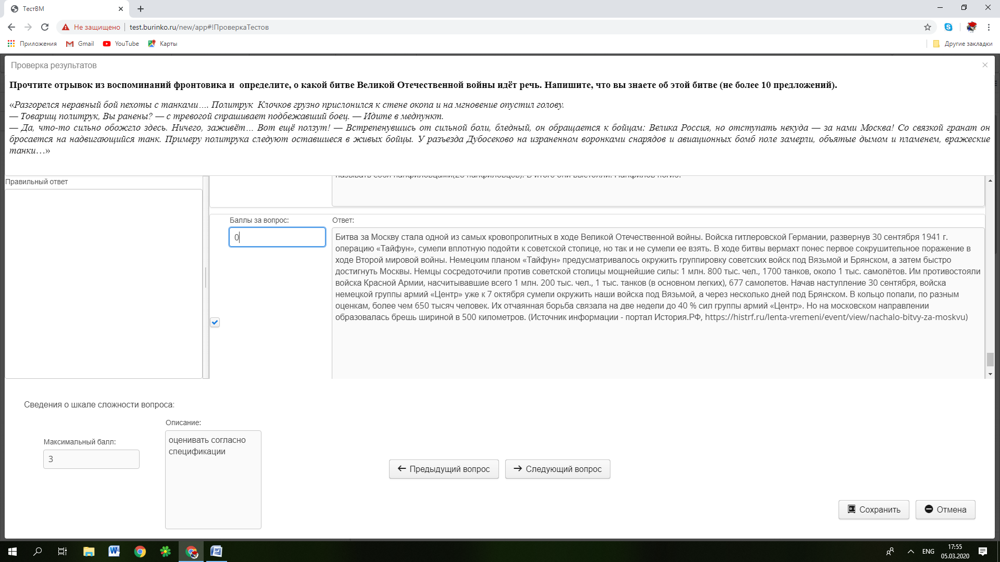 ТестВМ
Не защищено
test.burinko.ru/new/app#!ПроверкаТестов
Приложения
Gmail
YouTube
Карты
Другие закладки
Проверка результатов
Прочтите отрывок из воспоминаний фронтовика и определите, о какой битве Великой Отечественной войны идёт речь. Напишите, что вы знаете об этой битве (не более 10 предложений).
«Разгорелся неравный бой пехоты с танками…. Политрук Клочков грузно прислонился к стене окопа и на мгновение опустил голову.
— Товарищ политрук, Вы ранены? — с тревогой спрашивает подбежавший боец. — Идите в медпункт.
— Да, что-то сильно обожгло здесь. Ничего, заживёт… Вот ещё ползут! — Встрепенувшись от сильной боли, бледный, он обращается к бойцам: Велика Россия, но отступать некуда — за нами Москва! Со связкой гранат он
бросается на надвигающийся танк. Примеру политрука следуют оставшиеся в живых бойцы. У разъезда Дубосеково на израненном воронками снарядов и авиационных бомб поле замерли, объятые дымом и пламенем, вражеские
танки…»
Правильный ответ
называть себя панфиловцами(28 панфиловцов). В итого они выстояли. Панфилов погиб.
Баллы за вопрос:
0
Ответ:
Битва за Москву стала одной из самых кровопролитных в ходе Великой Отечественной войны. Войска гитлеровской Германии, развернув 30 сентября 1941 г.
операцию «Тайфун», сумели вплотную подойти к советской столице, но так и не сумели ее взять. В ходе битвы вермахт понес первое сокрушительное поражение в
ходе Второй мировой войны. Немецким планом «Тайфун» предусматривалось окружить группировку советских войск под Вязьмой и Брянском, а затем быстро
достигнуть Москвы. Немцы сосредоточили против советской столицы мощнейшие силы: 1 млн. 800 тыс. чел., 1700 танков, около 1 тыс. самолётов. Им противостояли
войска Красной Армии, насчитывавшие всего 1 млн. 200 тыс. чел., 1 тыс. танков (в основном легких), 677 самолетов. Начав наступление 30 сентября, войска
немецкой группы армий «Центр» уже к 7 октября сумели окружить наши войска под Вязьмой, а через несколько дней под Брянском. В кольцо попали, по разным
оценкам, более чем 650 тысяч человек. Их отчаянная борьба связала на две недели до 40 % сил группы армий «Центр». Но на московском направлении
образовалась брешь шириной в 500 километров. (Источник информации - портал История.РФ, https://histrf.ru/lenta-vremeni/event/view/nachalo-bitvy-za-moskvu)
Сведения о шкале сложности вопроса:
Максимальный балл:
3
Описание:
оценивать согласно
спецификации
Предыдущий вопрос
Следующий вопрос
Сохранить
Отмена
ENG
17:55
05.03.2020